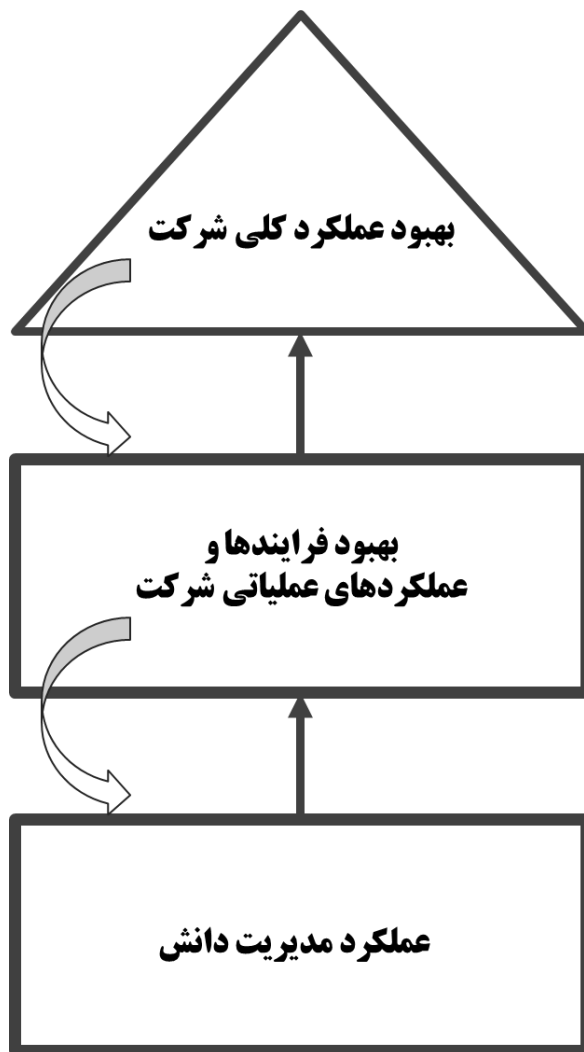 بهبود عملکرد کلی شرکت
بهبود فرایندها و
عملکردهای عملیاتی شرکت
عملکرد مدیریت دانش